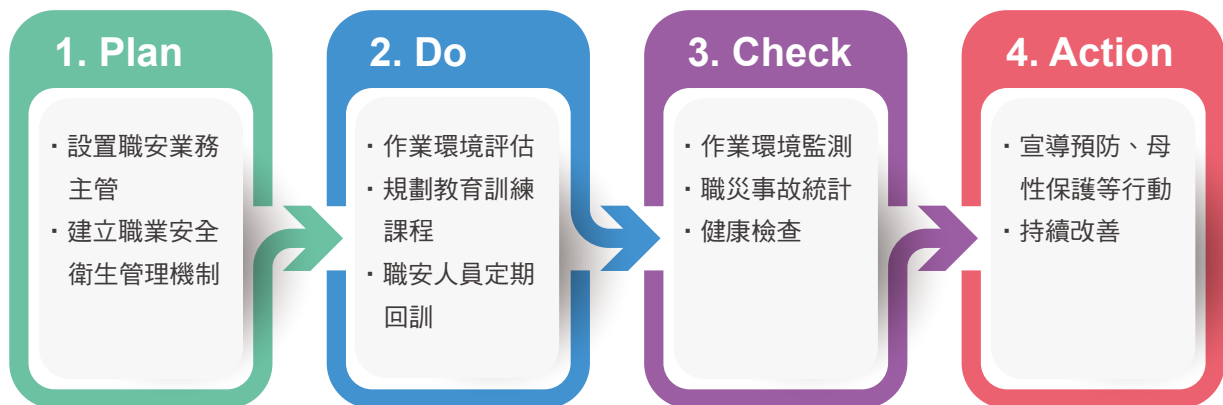 1. Plan
・設置職安業務
主管
・建立職業安全
衛生管理機制
2. Do
・作業環境評估
・規劃教育訓練
課程
・職安人員定期
回訓
3. Check
・作業環境監測
・職災事故統計
・健康檢查
4. Action
・宣導預防、母
性保護等行動
・持續改善